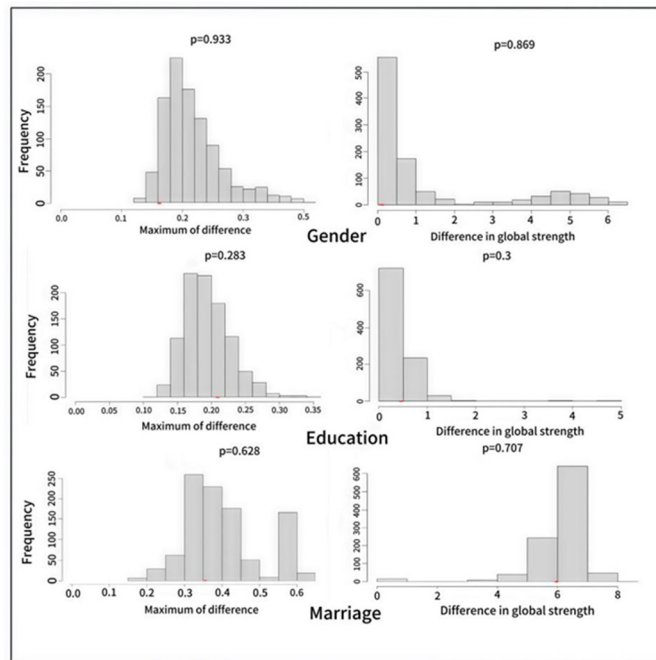 p=0.933
p=0.869
Frequency
200
150
100
50
0
0.0 0.1 0.2 0.3 0.5
Maximum of difference
500
400
300
200
100
0
0 1 2 3 4 5 6
Difference in global strength
Gender
p=0.283
p=0.3
Frequency
200
150
100
50
0
0.00 0.05 0.10 0.15 0.20 0.25 0.30 0.35
Maximum of difference
600
400
200
0
0 1 2 3 4 5
Difference in global strength
Education
p=0.628
p=0.707
Frequency
250
200
150
100
50
0
0.0 0.1 0.2 0.3 0.4 0.5 0.6
Maximum of difference
600
500
400
300
200
100
0
0 2 4 6 8
Difference in global strength
Marriage